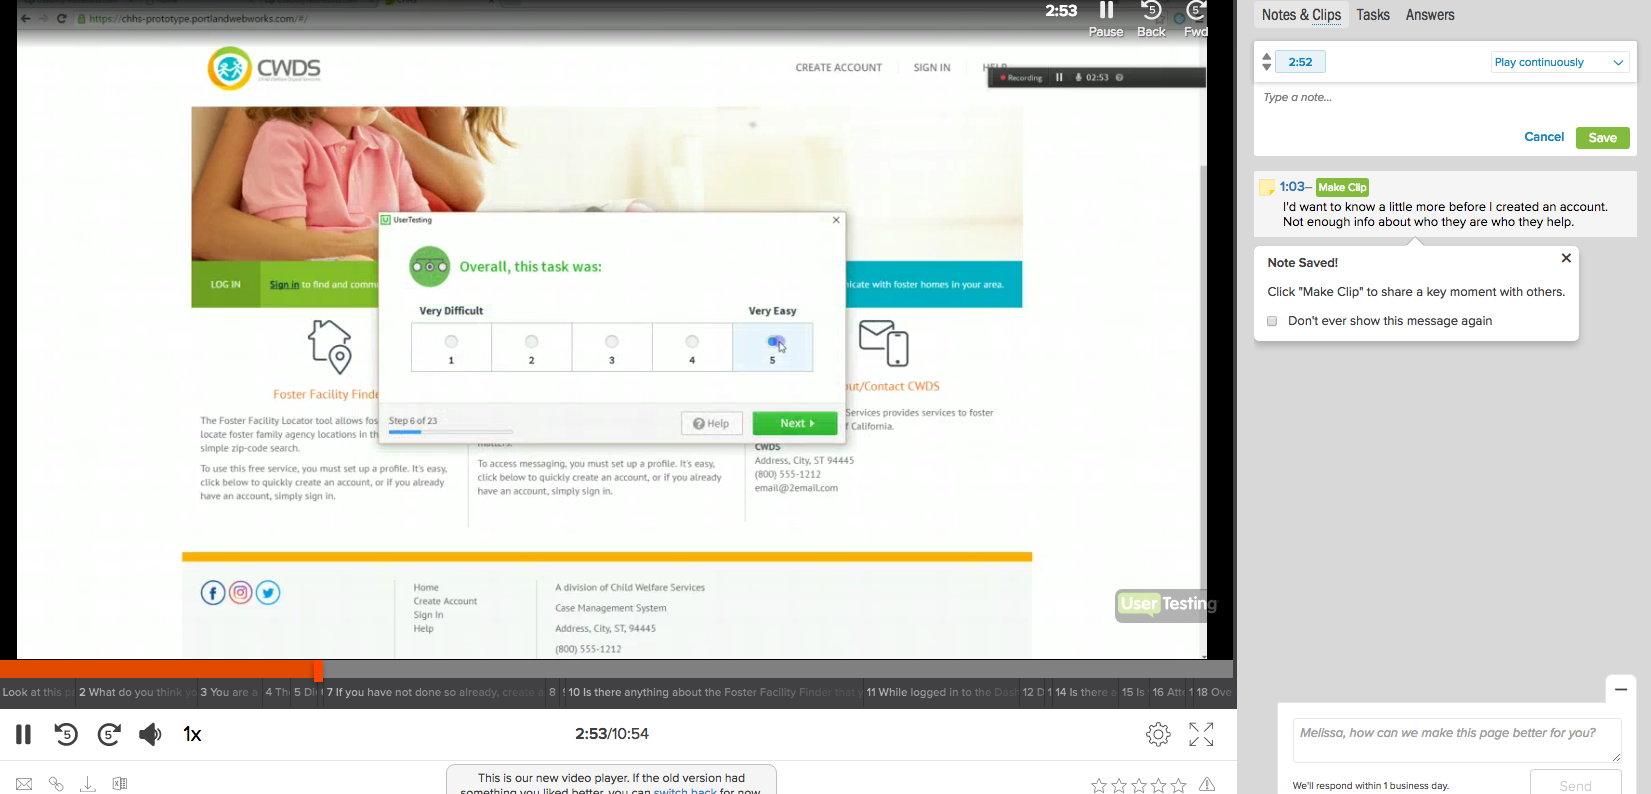 https://chhs-prototype.portlandwebworks.com/#/
2:53
Pause
Back
Fwd
CWDS
CREATE ACCOUNT
SIGN IN
HELP
Recording
02:53
LOG IN
Sign in to find and comm
nicate with foster homes in your area.
UserTesting
Overall, this task was:
Very Difficult
Very Easy
1
2
3
4
5
Step 6 of 23
Help
Next
Foster Facility Finde
The Foster Facility Locator tool allows fos
locate foster family agency locations in th
simple zip-code search.
To use this free service, you must set up a profile. It's easy,
click below to quickly create an account, or if you already
have an account, simply sign in.
matters.
To access messaging, you must set up a profile. It's easy,
click below to quickly create an account, or if you already
have an account, simply sign in.
out/Contact CWDS
Services provides services to foster
f California.
CWDS
Address, City, ST 94445
(800) 555-1212
email@2email.com
Home
Create Account
Sign In
Help
A division of Child Welfare Services
Case Management System
Address, City, ST, 94445
(800) 555-1212
User Testing
Look at this p
2 What do you think yo
3 You are a
4 Th
5 Di
7 If you have not done so already, create a
8
10 Is there anything about the Foster Facility Finder that y
11 While logged in to the Dash
12 D
1
14 Is there a
15 Is
16 Att
1
18 Ove
5
5
1x
2:53/10:54
This is our new video player. If the old version had
something you liked better, you can switch back for now
Notes & Clips
Tasks
Answers
2:52
Play continuously
Type a note...
Cancel
Save
1:03–
Make Clip
I'd want to know a little more before I created an account.
Not enough info about who they are who they help.
Note Saved!
Click "Make Clip" to share a key moment with others.
Don't ever show this message again
Melissa, how can we make this page better for you?
We'll respond within 1 business day.
Send